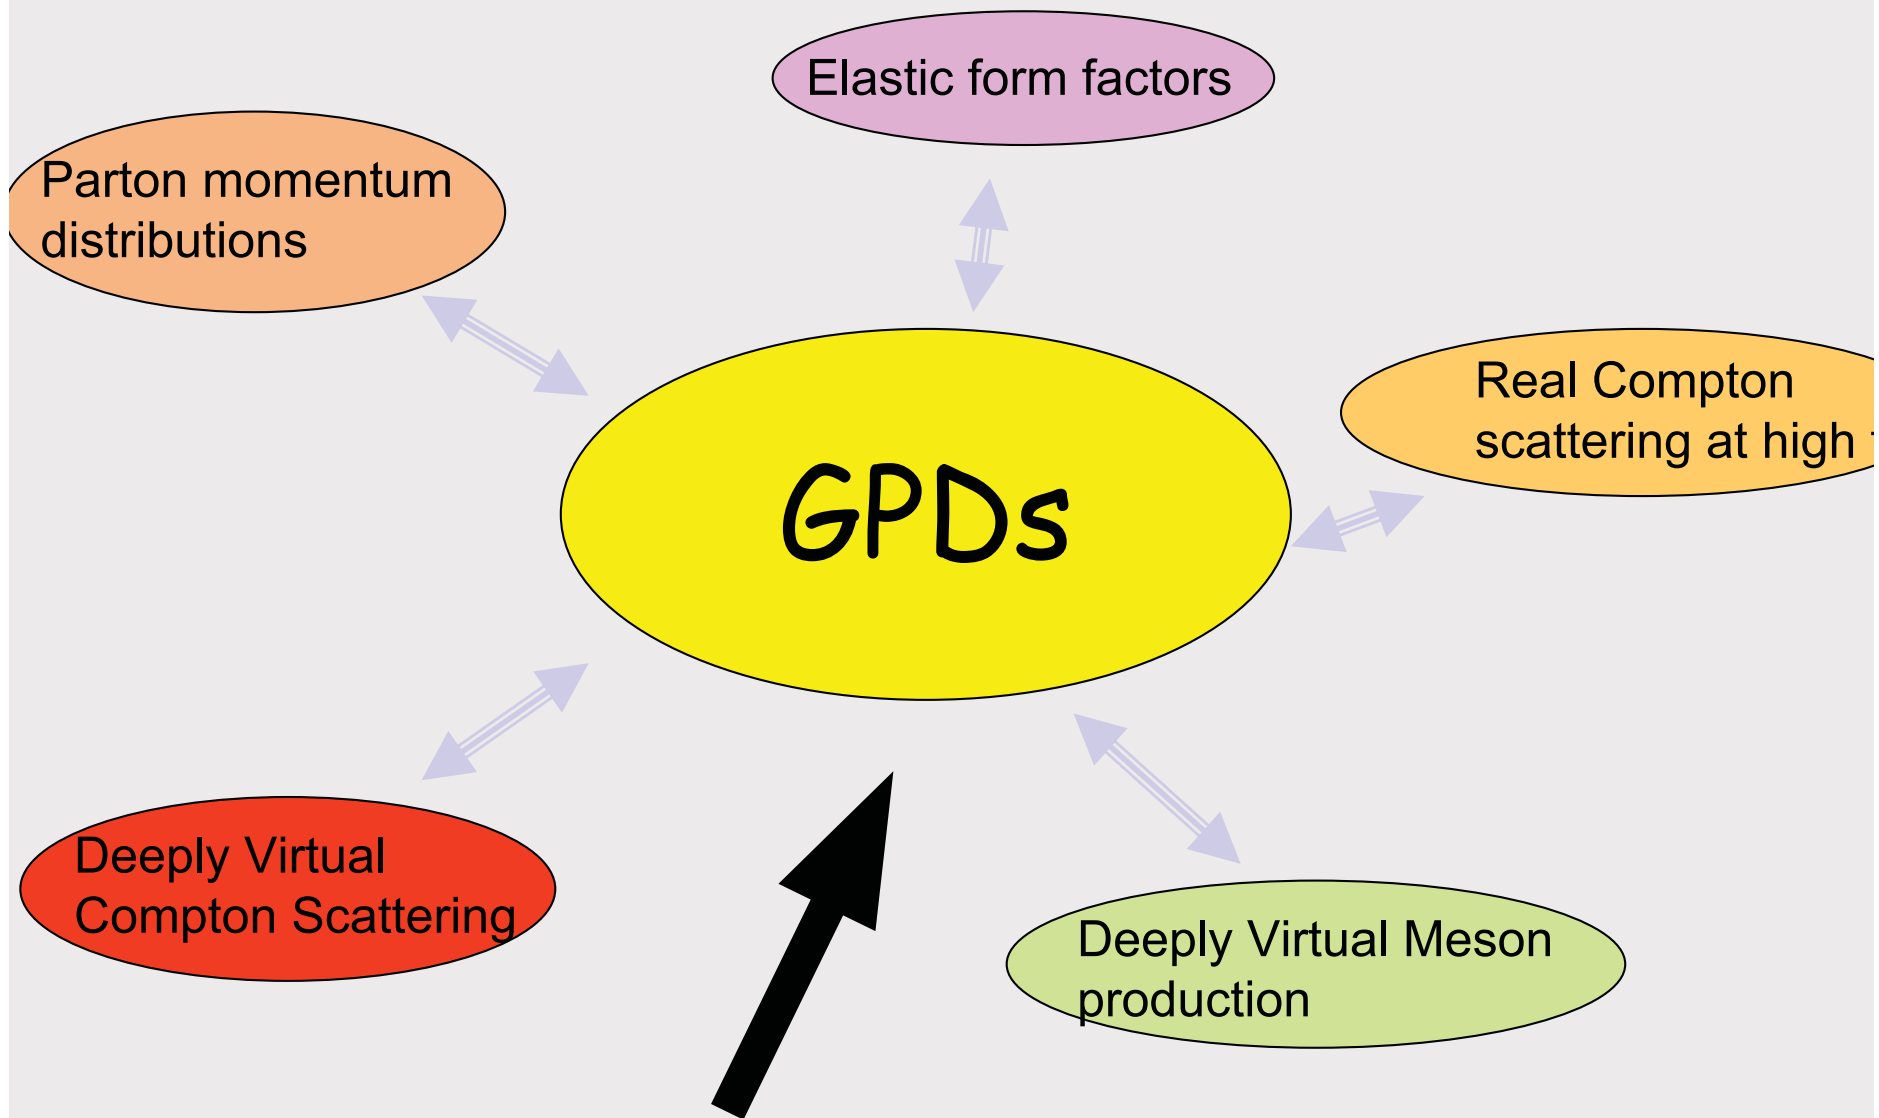 Elastic form factors
Parton momentum
distributions
Real Compton
scattering at high
GPDs
Deeply Virtual
Compton Scattering
Deeply Virtual Meson
production